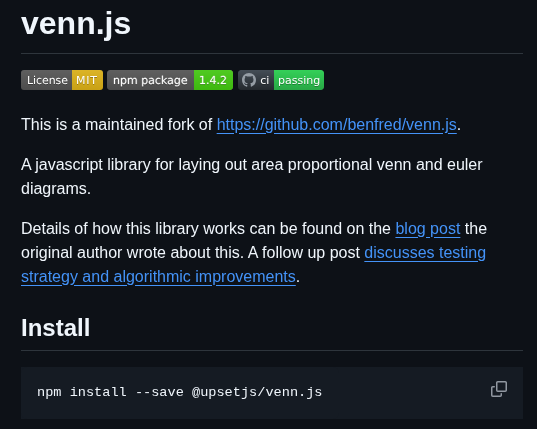 venn.js
License MIT npm package 1.4.2 ci passing
This is a maintained fork of https://github.com/benfred/venn.js.
A javascript library for laying out area proportional venn and euler
diagrams.
Details of how this library works can be found on the blog post the
original author wrote about this. A follow up post discusses testing
strategy and algorithmic improvements.
Install
npm install --save @upsetjs/venn.js